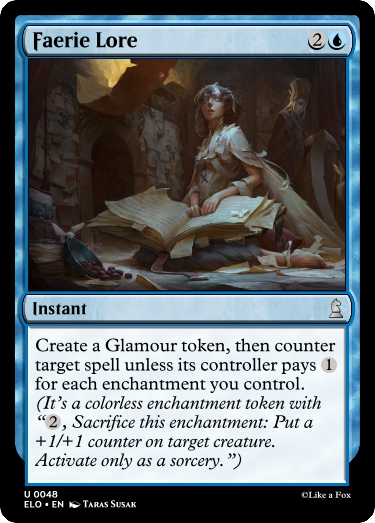 Faerie Lore 2
Instant
Create a Glamour token, then counter
target spell unless its controller pays 1
for each enchantment you control.
(It's a colorless enchantment token with
"2, Sacrifice this enchantment: Put a
+1/+1 counter on target creature.
Activate only as a sorcery.")
U 0048
ELO • EN TARAS SUSAK
©Like a Fox